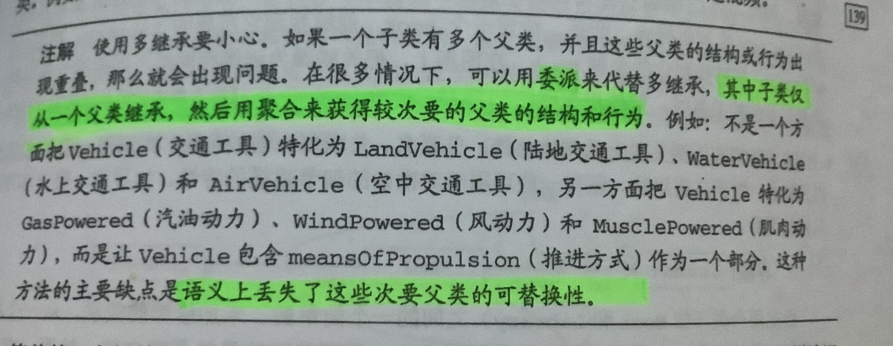 139
注解 使用多继承要小心。如果一个子类有多个父类，并且这些父类的结构或行为出
现重叠，那么就会出现问题。在很多情况下，可以用委派来代替多继承，其中子类仅
从一个父类继承，然后用聚合来获得较次要的父类的结构和行为。例如：不是一个方
面把Vehicle（交通工具）特化为 LandVehicle（陆地交通工具）、WaterVehicle
（水上交通工具）和 AirVehicle（空中交通工具），另一方面把 Vehicle 特化为
GasPowered（汽油动力）、WindPowered（风动力）和 MusclePowered（肌肉动
力），而是让 Vehicle 包含 meansOfPropulsion（推进方式）作为一个部分。这种
方法的主要缺点是语义上丢失了这些次要父类的可替换性。